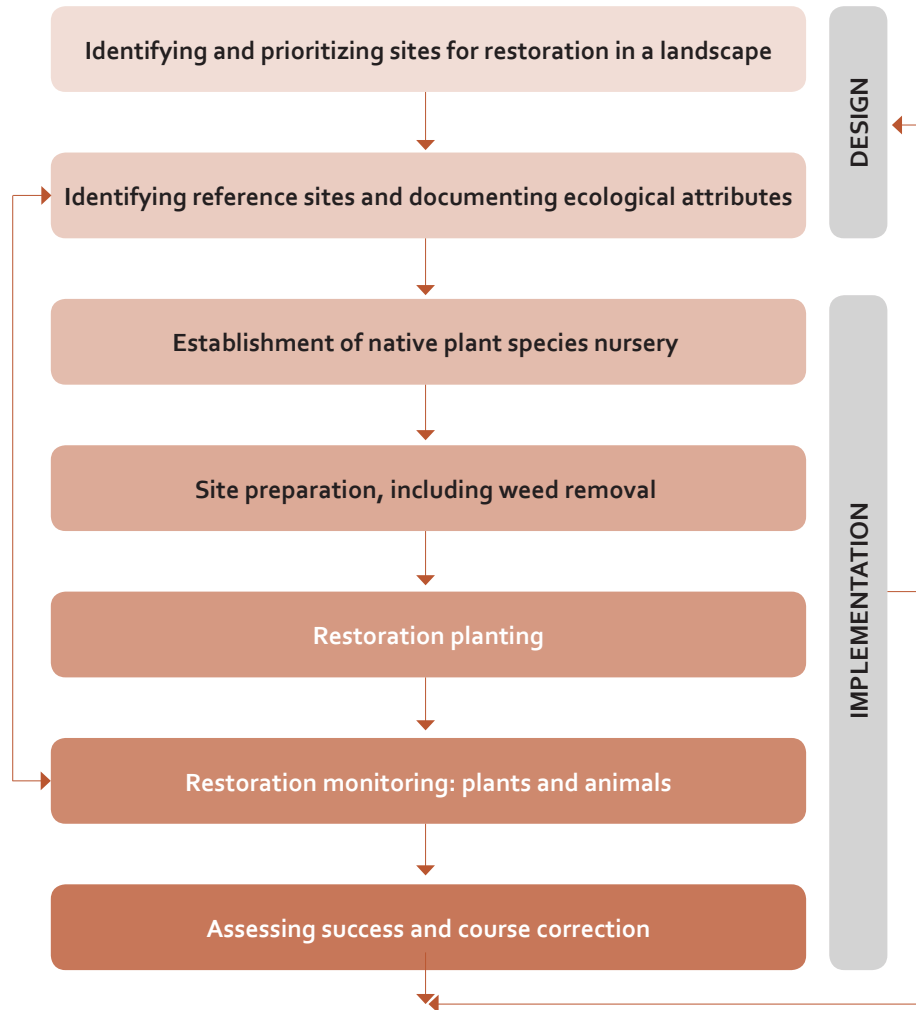 Identifying and prioritizing sites for restoration in a landscape
DESIGN
Identifying reference sites and documenting ecological attributes
Establishment of native plant species nursery
Site preparation, including weed removal
IMPLEMENTATION
Restoration planting
Restoration monitoring: plants and animals
Assessing success and course correction